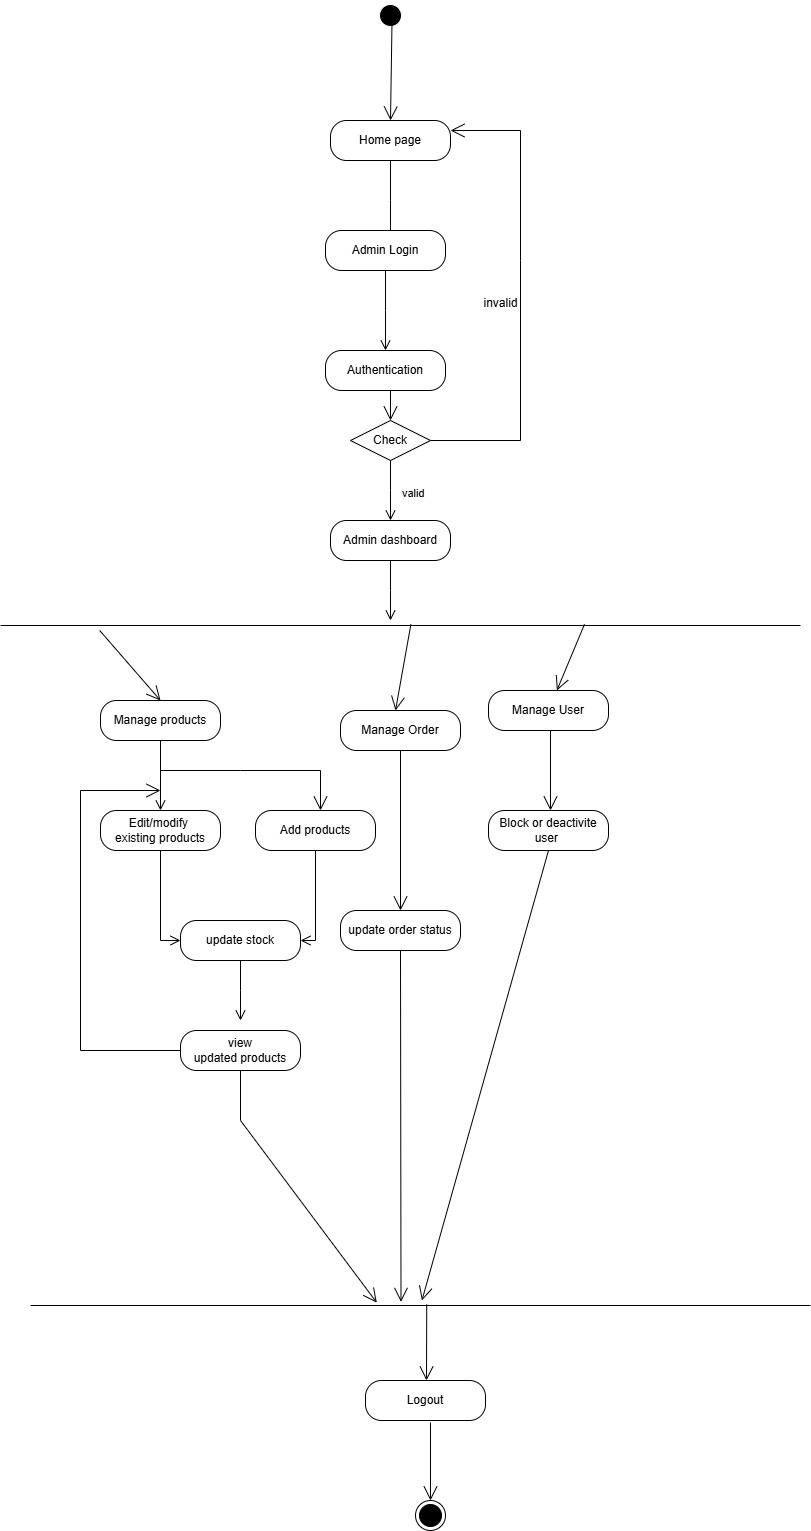 Home page
Admin Login
invalid
Authentication
Check
valid
Admin dashboard
Manage products
Manage Order
Manage User
Edit/modify
existing products
Add products
Block or deactivite
user
update stock
update order status
view
updated products
Logout